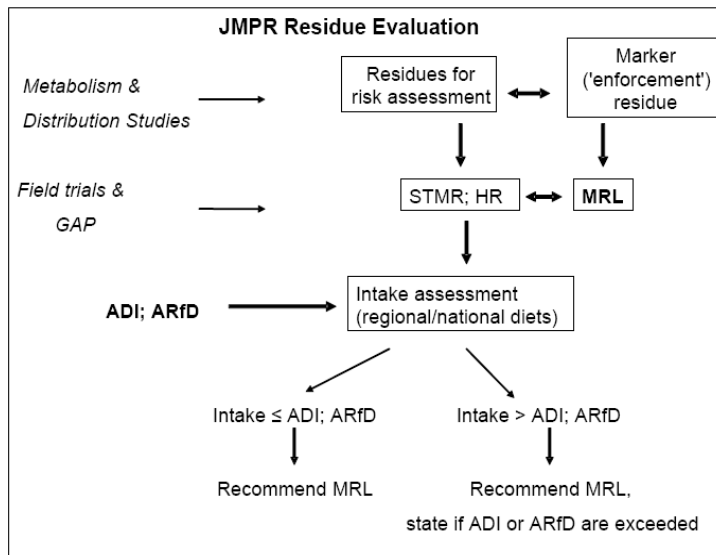 JMPR Residue Evaluation
Metabolism &
Distribution Studies
Residues for
risk assessment
Marker
('enforcement')
residue
Field trials &
GAP
STMR; HR
MRL
ADI; ARfD
Intake assessment
(regional/national diets)
Intake ≤ ADI; ARfD
Intake > ADI; ARfD
Recommend MRL
Recommend MRL,
state if ADI or ARfD are exceeded